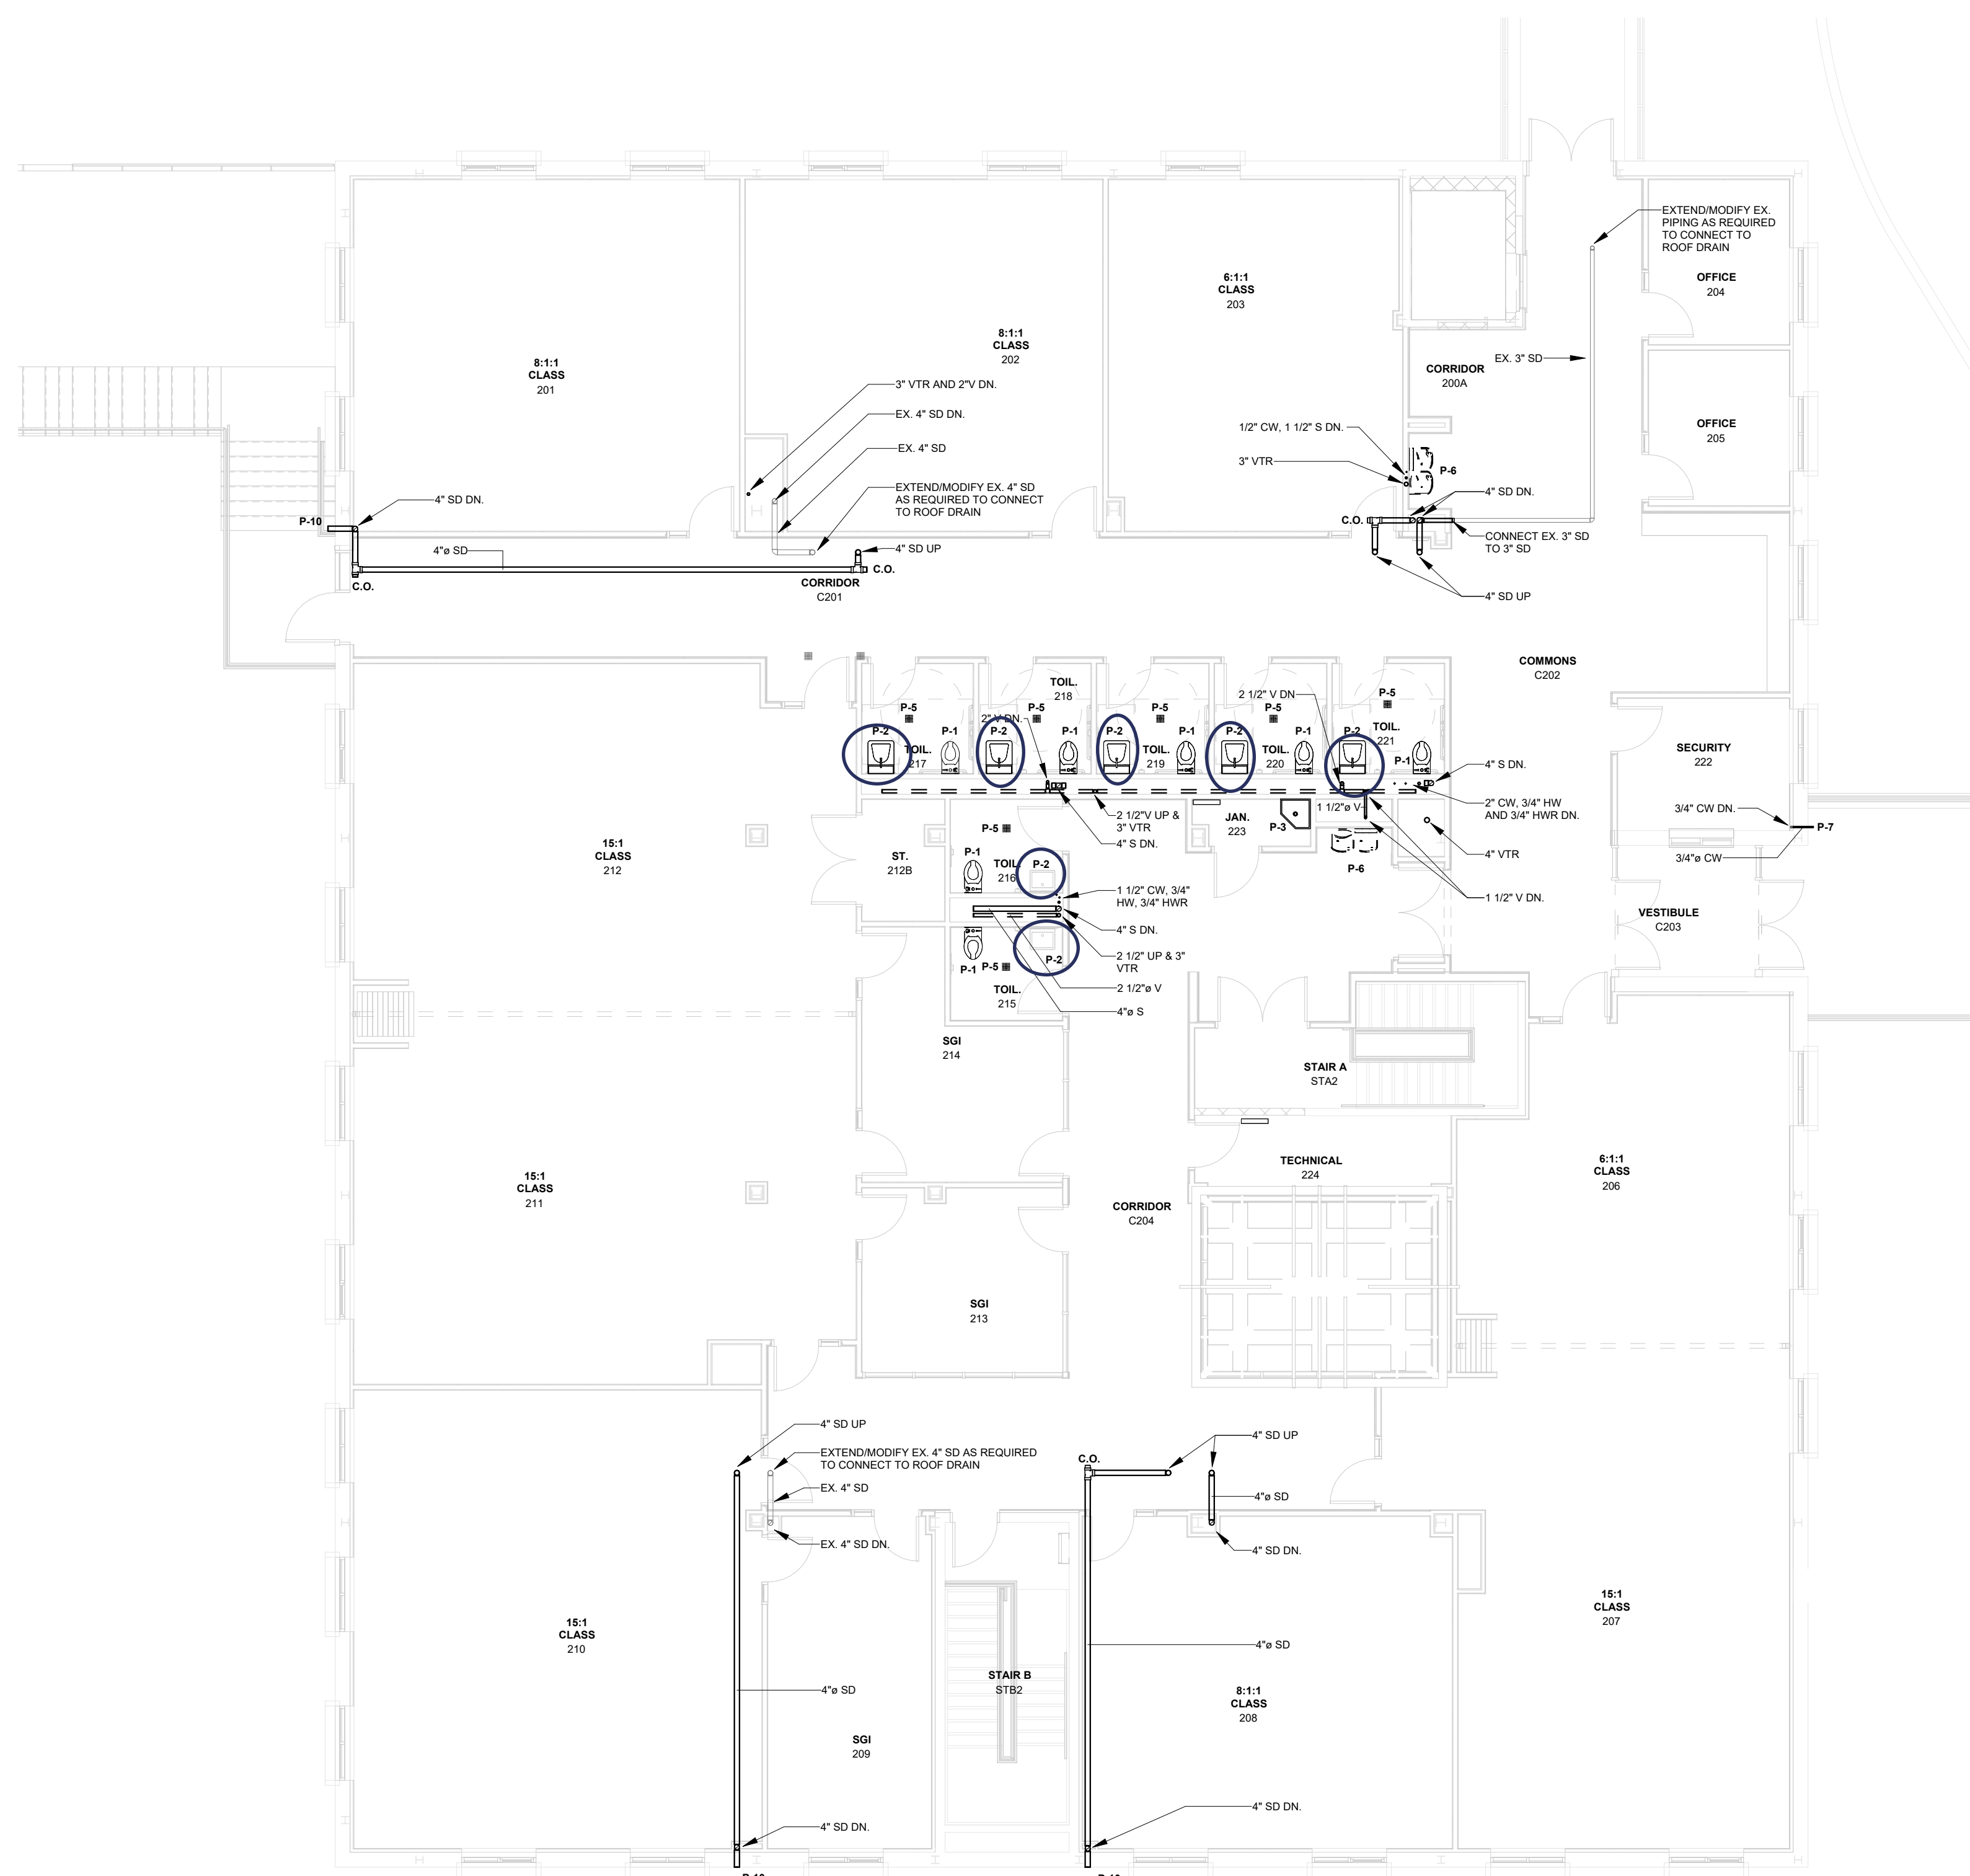 EXTEND/MODIFY EX.
PIPING AS REQUIRED
TO CONNECT TO
ROOF DRAIN
OFFICE
204
6:1:1
CLASS
203
8:1:1
CLASS
202
8:1:1
CLASS
201
EX. 3" SD
CORRIDOR
200A
OFFICE
205
3" VTR AND 2"V DN.
EX. 4" SD DN.
EX. 4" SD
EXTEND/MODIFY EX. 4" SD
AS REQUIRED TO CONNECT
TO ROOF DRAIN
1/2" CW, 1 1/2" S DN.
3" VTR
P-6
4" SD DN.
4" SD DN.
P-10
C.O.
CONNECT EX. 3" SD
TO 3" SD
4"ø SD
4" SD UP
C.O.
C.O.
CORRIDOR
C201
4" SD UP
COMMONS
C202
TOIL.
218
2 1/2" V DN
P-5
P-5
P-5
P-5
P-5
2" V DN.
P-2
P-1
P-2
P-1
P-2
P-1
P-2
P-1
P-2
TOIL.
221
TOIL.
217
TOIL.
219
TOIL.
220
P-1
SECURITY
222
4" S DN.
2" CW, 3/4" HW
AND 3/4" HWR DN.
3/4" CW DN.
P-7
3/4"ø CW
2 1/2"V UP &
3" VTR
4" S DN.
JAN.
223
P-3
1 1/2"ø V
P-6
4" VTR
1 1/2" V DN.
15:1
CLASS
212
ST.
212B
P-5
P-1
TOIL.
216
P-2
1 1/2" CW, 3/4"
HW, 3/4" HWR
4" S DN.
2 1/2" UP & 3"
VTR
2 1/2"ø V
4"ø S
P-1
P-5
P-2
TOIL.
215
VESTIBULE
C203
SGI
214
STAIR A
STA2
TECHNICAL
224
6:1:1
CLASS
206
15:1
CLASS
211
CORRIDOR
C204
SGI
213
4" SD UP
EXTEND/MODIFY EX. 4" SD AS REQUIRED
TO CONNECT TO ROOF DRAIN
EX. 4" SD
EX. 4" SD DN.
C.O.
4" SD UP
4"ø SD
4" SD DN.
15:1
CLASS
210
4"ø SD
SGI
209
STAIR B
STB2
4"ø SD
8:1:1
CLASS
208
15:1
CLASS
207
4" SD DN.
4" SD DN.